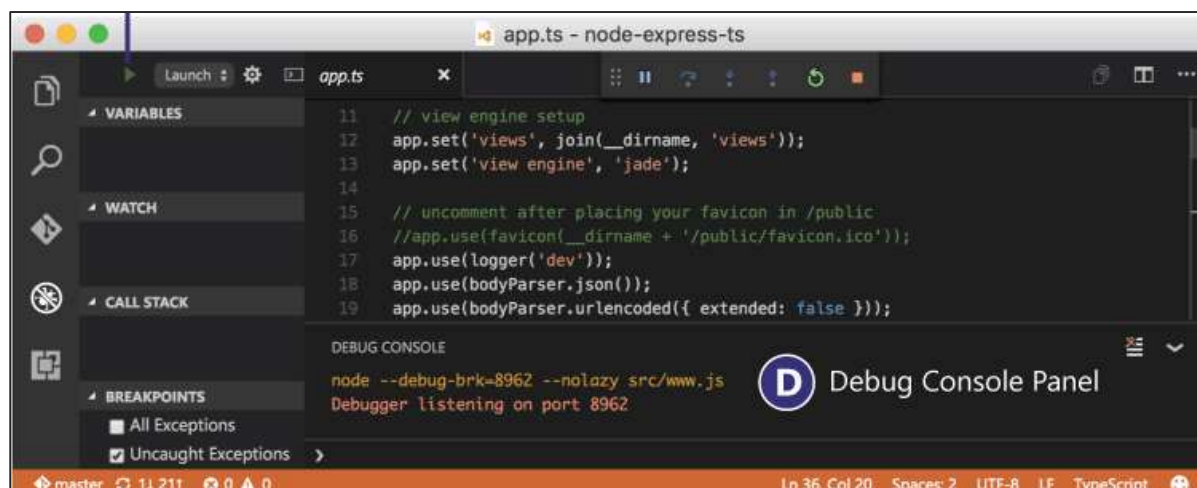 app.ts - node-express-ts
Launch
app.ts
VARIABLES
WATCH
CALL STACK
BREAKPOINTS
All Exceptions
Uncaught Exceptions
11 // view engine setup
12 app.set('views', join(__dirname, 'views'));
13 app.set('view engine', 'jade');
14
15 // uncomment after placing your favicon in /public
16 //app.use(favicon(__dirname + '/public/favicon.ico'));
17 app.use(logger('dev'));
18 app.use(bodyParser.json());
19 app.use(bodyParser.urlencoded({ extended: false }));
DEBUG CONSOLE
node --debug-brk=8962 --nolazy src/www.js
Debugger listening on port 8962
D Debug Console Panel
master 1↓ 21↑ 0 0 Ln 36, Col 20 Spaces: 2 UTF-8 LF TypeScript